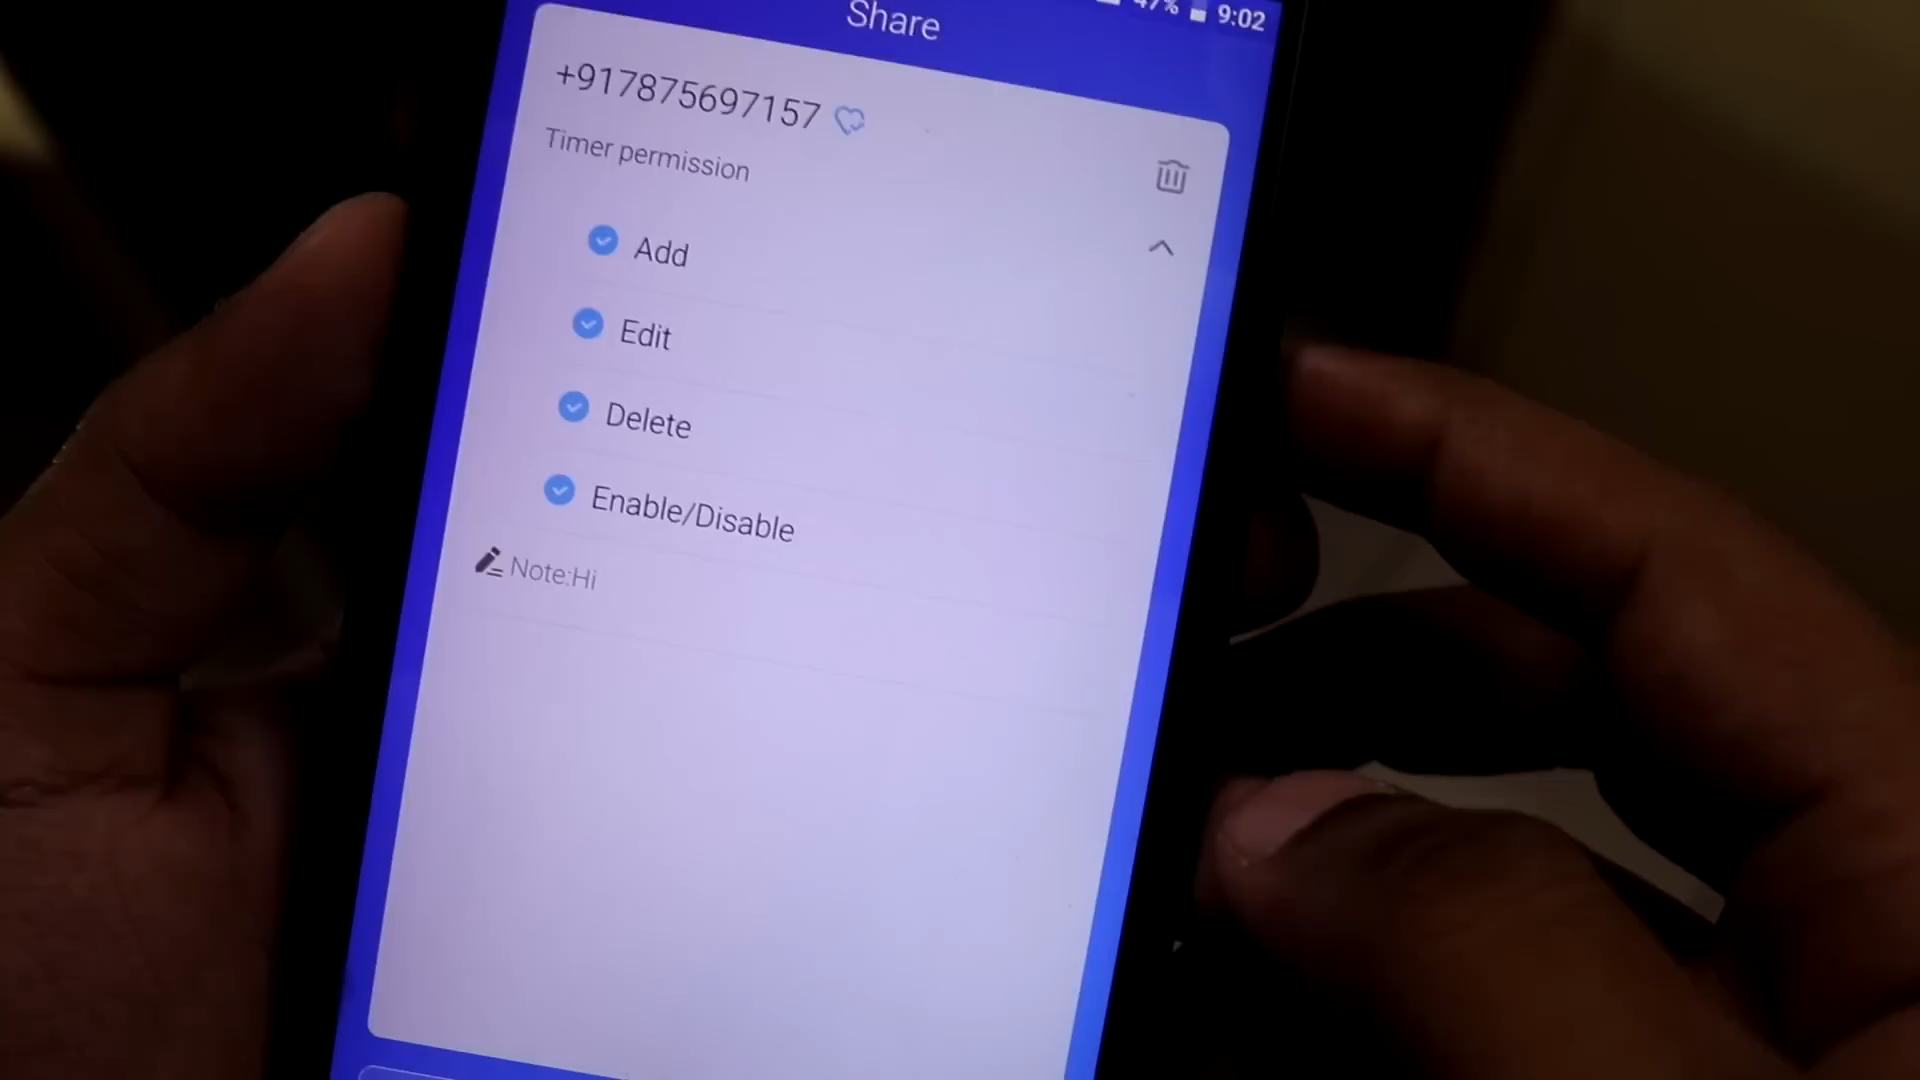 47% 9:02
Share
+917875697157
Timer permission
Add
Edit
Delete
Enable/Disable
Note:Hi